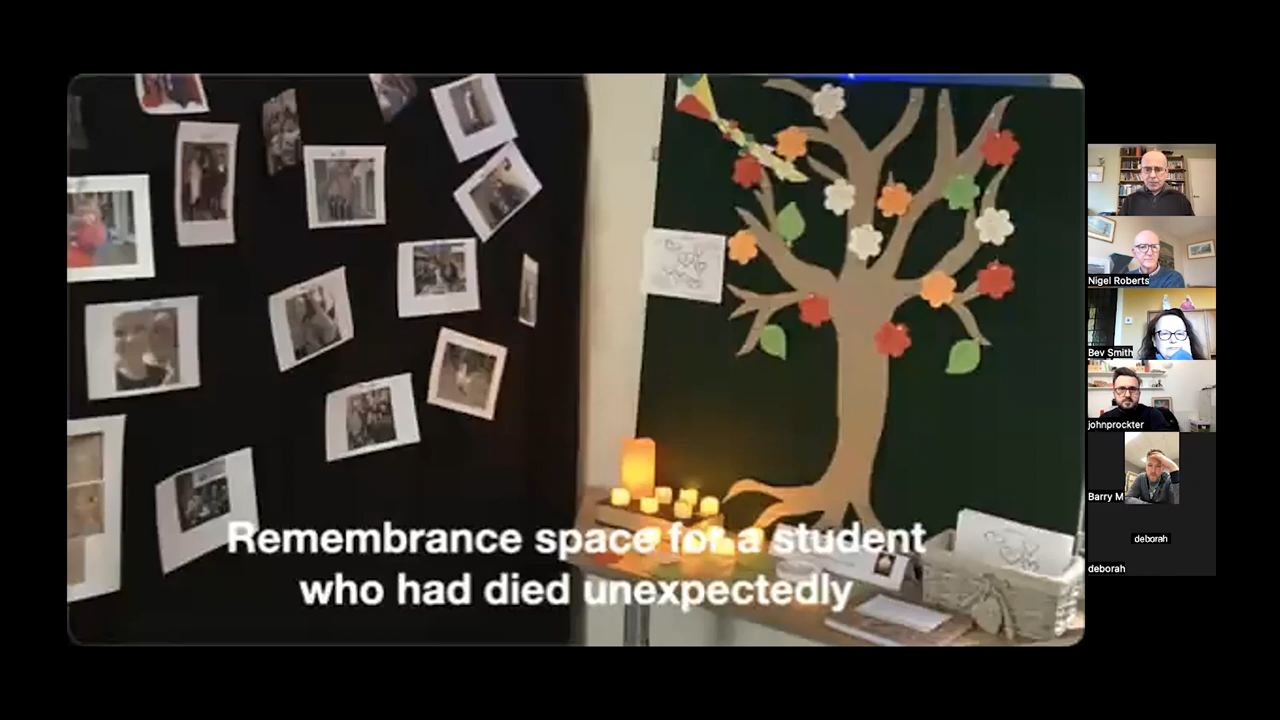 Remembrance space for a student
who had died unexpectedly
Nigel Roberts
Bev Smith
johnprockter
Barry M
deborah
deborah